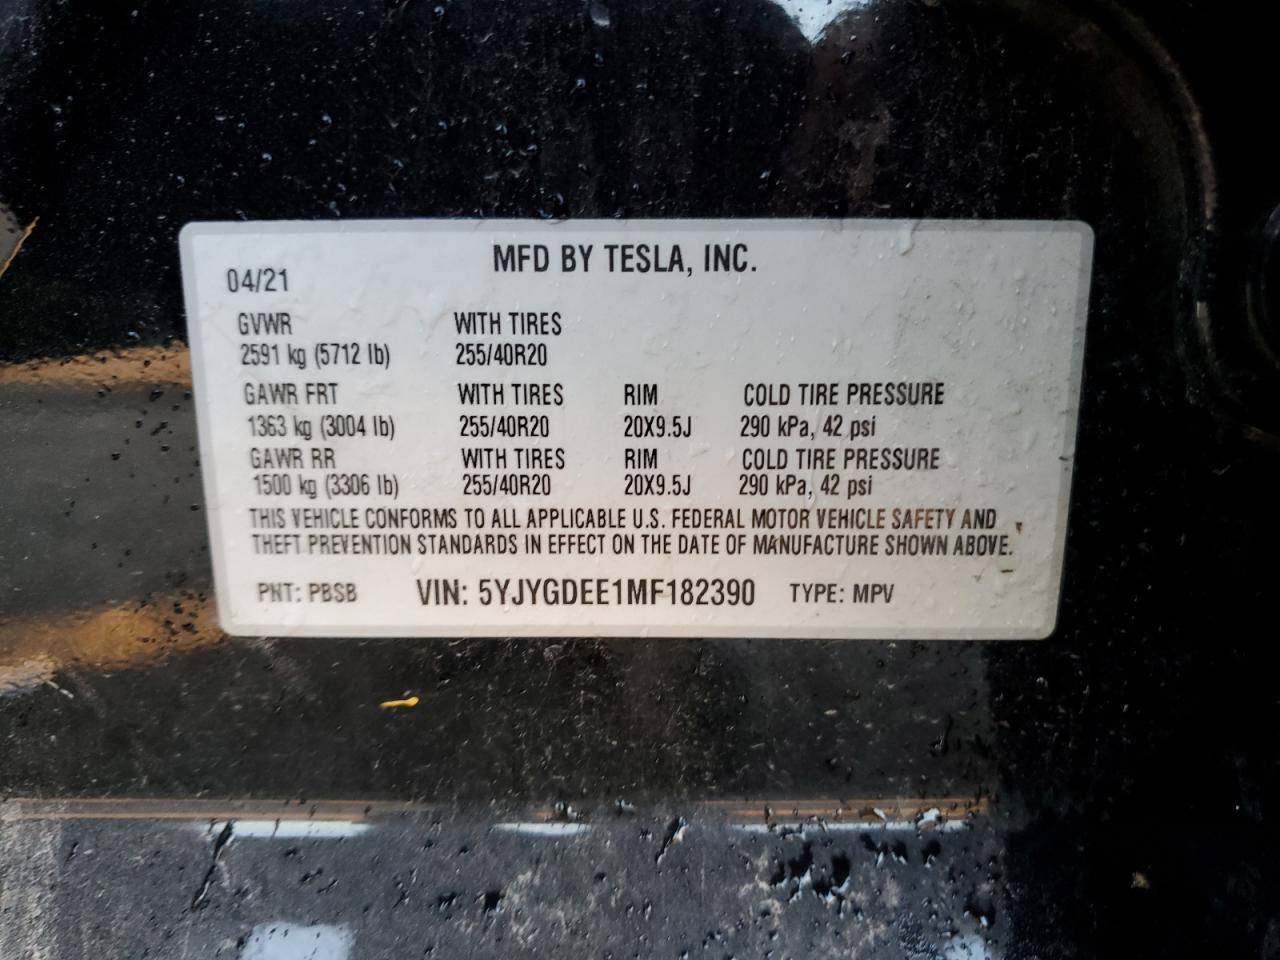 MFD BY TESLA, INC.
04/21
GVWR WITH TIRES
2591 kg (5712 lb) 255/40R20
GAWR FRT WITH TIRES RIM COLD TIRE PRESSURE
1363 kg (3004 lb) 255/40R20 20X9.5J 290 kPa, 42 psi
GAWR RR WITH TIRES RIM COLD TIRE PRESSURE
1500 kg (3306 lb) 255/40R20 20X9.5J 290 kPa, 42 psi
THIS VEHICLE CONFORMS TO ALL APPLICABLE U.S. FEDERAL MOTOR VEHICLE SAFETY AND
THEFT PREVENTION STANDARDS IN EFFECT ON THE DATE OF MANUFACTURE SHOWN ABOVE.
PNT: PBSB VIN: 5YJYGDEE1MF182390 TYPE: MPV